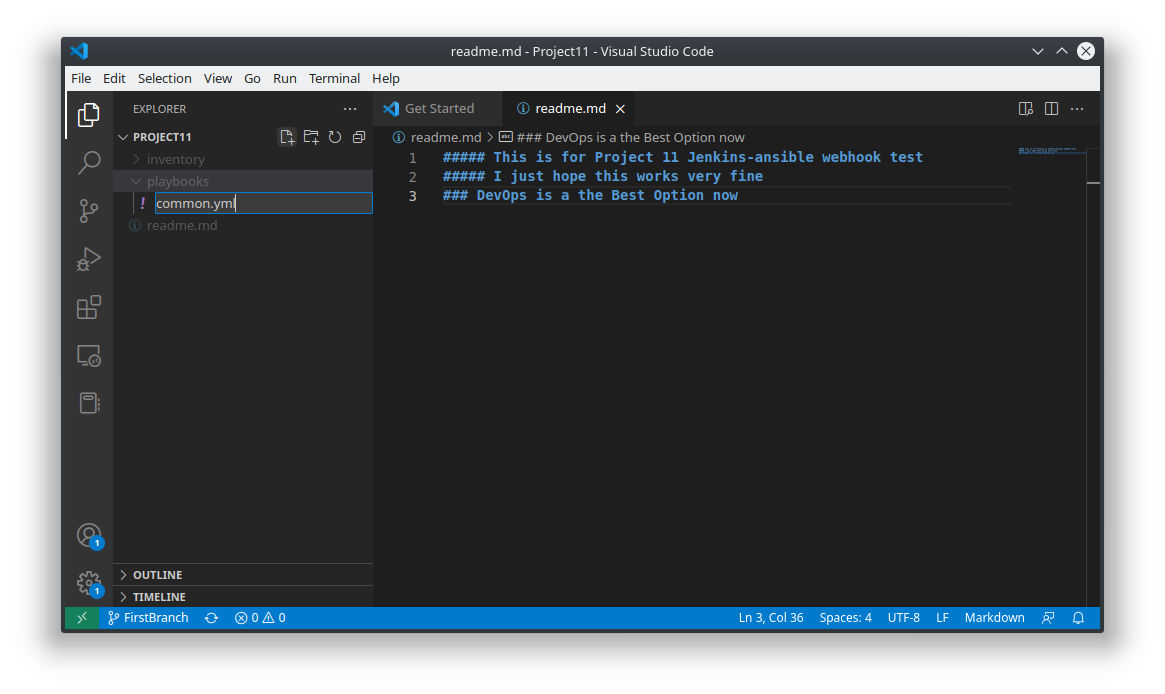 readme.md - Project11 - Visual Studio Code
File Edit Selection View Go Run Terminal Help
EXPLORER
PROJECT11
inventory
playbooks
! common.yml
readme.md
OUTLINE
TIMELINE
Get Started
readme.md
readme.md > ### DevOps is a the Best Option now
1 ##### This is for Project 11 Jenkins-ansible webhook test
2 ##### I just hope this works very fine
3 ### DevOps is a the Best Option now
1
1
FirstBranch 0 0 Ln 3, Col 36 Spaces: 4 UTF-8 LF Markdown